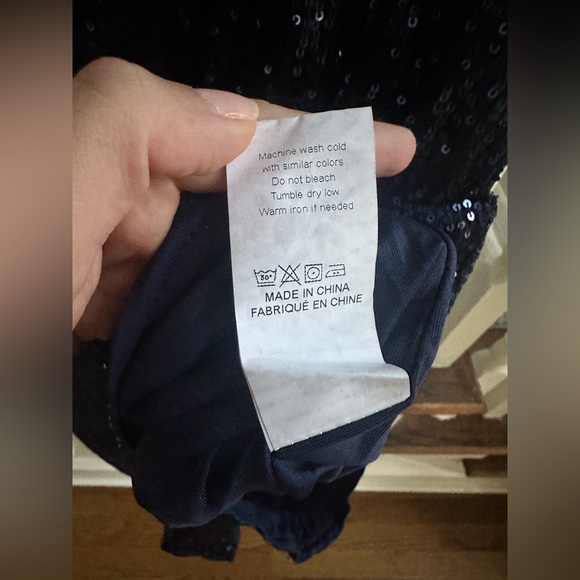 Machine wash cold
with similar colors
Do not bleach
Tumble dry low
Warm iron if needed
30°
MADE IN CHINA
FABRIQUÉ EN CHINE